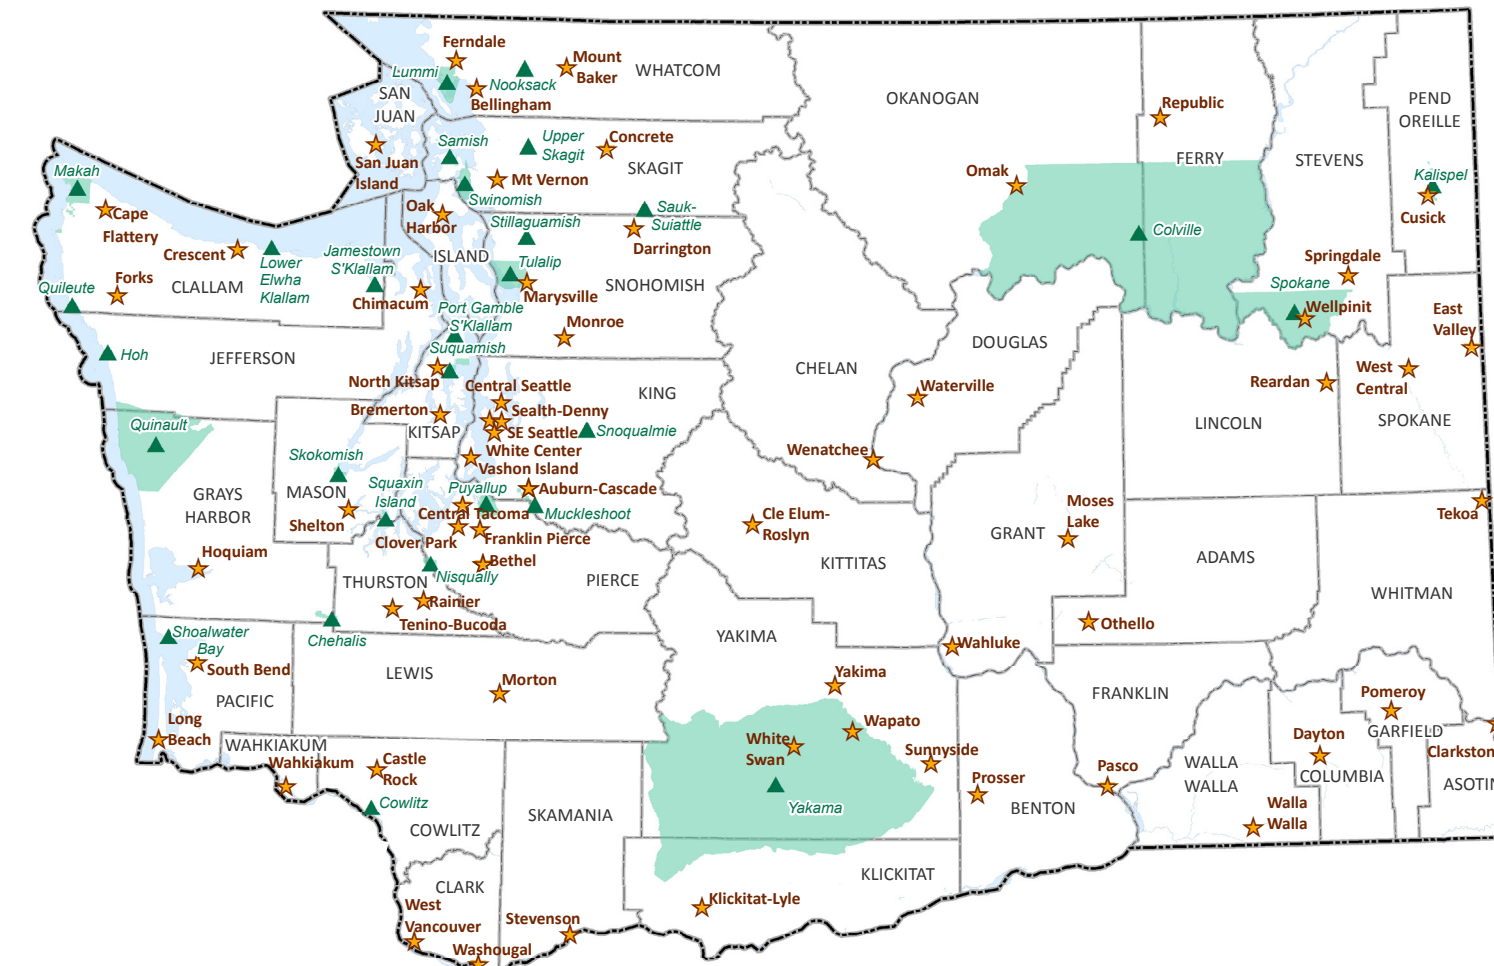 Ferndale
Mount
Baker
WHATCOM
Lummi
Nooksack
Bellingham
SAN
JUAN
OKANOGAN
Republic
PEND
OREILLE
Samish
Upper
Skagit
Concrete
SKAGIT
San Juan
Island
Mt Vernon
Swinomish
FERRY
STEVENS
Makah
Omak
Kalispel
Cusick
Cape
Flattery
Oak
Harbor
Sauk-
Suiattle
Stillaguamish
Darrington
Colville
Crescent
Lower
Elwha
Klallam
Jamestown
S'Klallam
ISLAND
Tulalip
Springdale
Forks
CLALLAM
Quileute
Chimacum
Marysville
SNOHOMISH
Spokane
Wellpinit
East
Valley
Port Gamble
S'Klallam
Monroe
Hoh
JEFFERSON
Suquamish
DOUGLAS
CHELAN
North Kitsap
Central Seattle
KING
Waterville
Reardan
West
Central
Bremerton
Sealth-Denny
LINCOLN
SPOKANE
Quinault
KITSAP
SE Seattle
Snoqualmie
Wenatchee
White Center
Skokomish
Vashon Island
Squaxin
Island
Puyallup
Auburn-Cascade
GRAYS
HARBOR
MASON
Shelton
Central Tacoma
Muckleshoot
Cle Elum-
Roslyn
Moses
Lake
Tekoa
Clover Park
Franklin Pierce
GRANT
Hoquiam
Bethel
KITTITAS
ADAMS
THURSTON
Nisqually
PIERCE
WHITMAN
Rainier
Tenino-Bucoda
Othello
Shoalwater
Bay
Chehalis
YAKIMA
Wahluke
South Bend
LEWIS
Morton
Yakima
FRANKLIN
PACIFIC
Pomeroy
Long
Beach
Wapato
GARFIELD
WAHKIAKUM
Wahkiakum
Castle
Rock
White
Swan
Sunnyside
Dayton
Clarkston
Pasco
WALLA
WALLA
COLUMBIA
ASOTIN
Prosser
Cowlitz
Yakama
BENTON
Walla
Walla
SKAMANIA
COWLITZ
KLICKITAT
CLARK
Klickitat-Lyle
West
Vancouver
Stevenson
Washougal